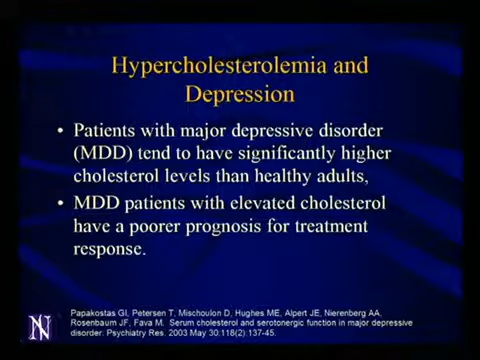 Hypercholesterolemia and
Depression
• Patients with major depressive disorder
(MDD) tend to have significantly higher
cholesterol levels than healthy adults,
• MDD patients with elevated cholesterol
have a poorer prognosis for treatment
response.
Papakostas GI, Petersen T, Mischoulon D, Hughes ME, Alpert JE, Nierenberg AA,
Rosenbaum JF, Fava M. Serum cholesterol and serotonergic function in major depressive
disorder. Psychiatry Res. 2003 May 30:118(2):137-45.
N